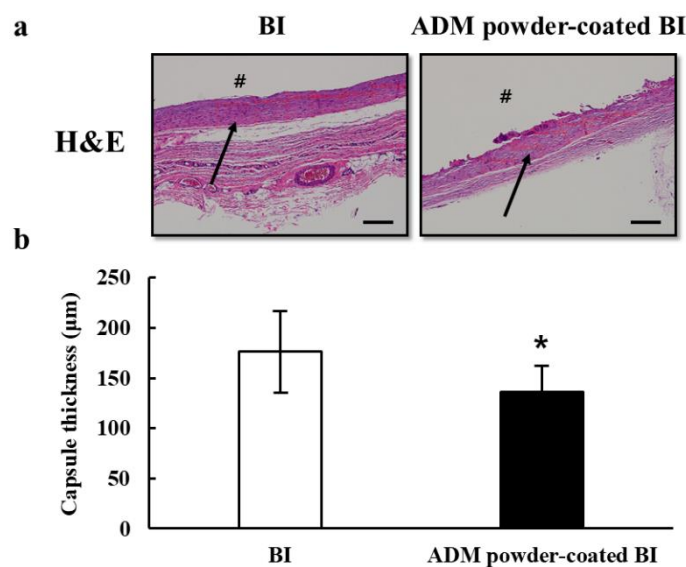 a
BI
ADM powder-coated BI
#
#
H&E
b
Capsule thickness (μm)
250
200
150
100
50
0
*
BI
ADM powder-coated BI